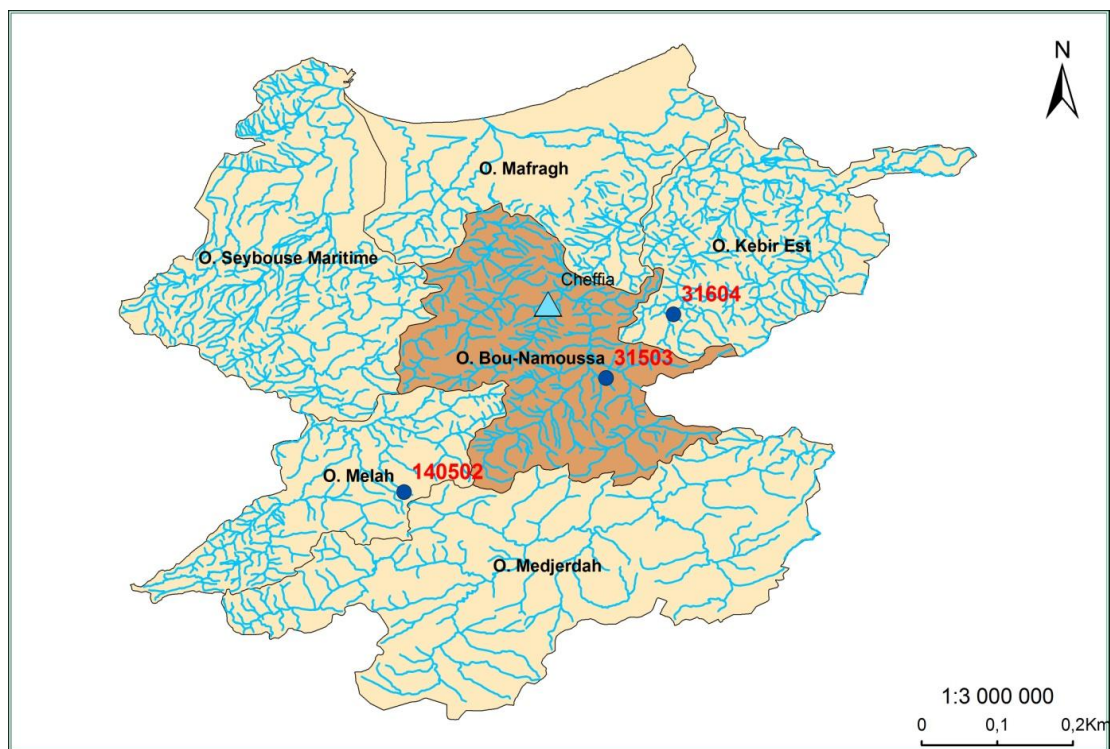 N
O. Mafragh
O. Kebir Est
O. Seybouse Maritime
Cheffia
31604
O. Bou-Namoussa
31503
O. Melah
140502
O. Medjerdah
1:3 000 000
0 0,1 0,2Km